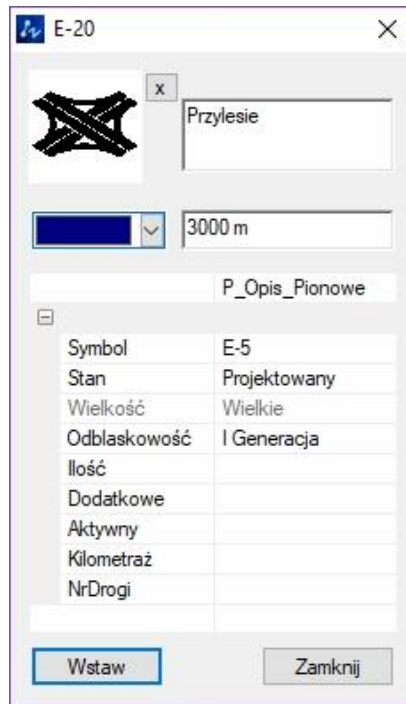 E-20
x
Przylesie
3000 m
P_Opis_Pionowe
Symbol E-5
Stan Projektowany
Wielkość Wielkie
Odblaskowość I Generacja
Ilość
Dodatkowe
Aktywny
Kilometraż
NrDrogi
Wstaw Zamknij